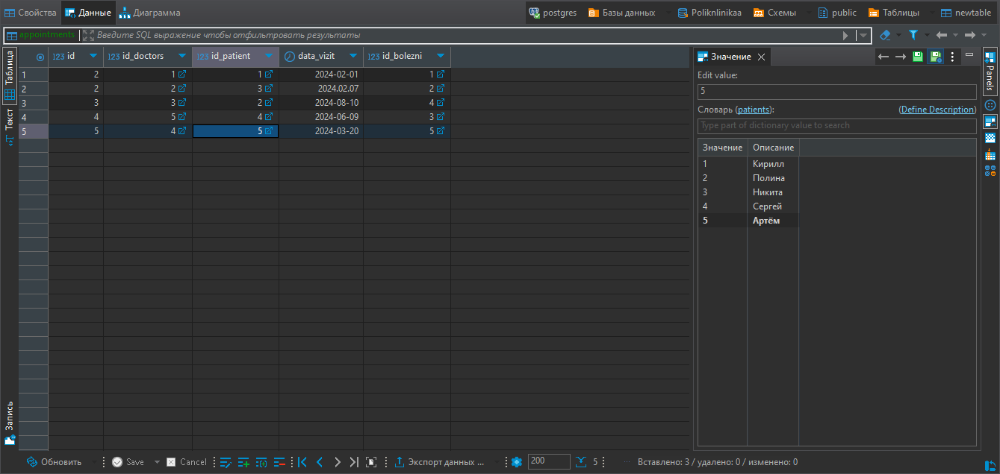 Свойства Данные Диаграмма postgres Базы данных Poliknlinikaa Схемы public Таблицы newtable
appointments Введите SQL выражение чтобы отфильтровать результаты
Таблица
Текст
Запись
123 id 123 id_doctors 123 id_patient data_vizit 123 id_bolezni
1 2 1 1 2024-02-01 1
2 2 2 3 2024.02.07 2
3 3 3 2 2024-08-10 4
4 4 5 4 2024-06-09 3
5 5 4 5 2024-03-20 5
Значение
Edit value:
5
Словарь (patients): (Define Description)
Type part of dictionary value to search
Значение Описание
1 Кирилл
2 Полина
3 Никита
4 Сергей
5 Артём
Panels
Обновить Save Cancel Экспорт данных ... 200 5 Вставлено: 3 / удалено: 0 / изменено: 0